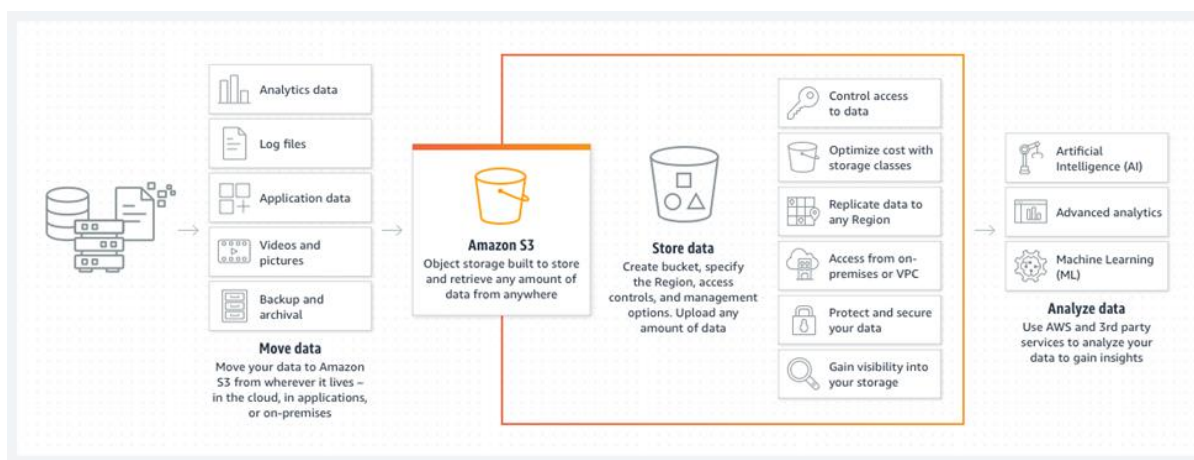 Analytics data
Log files
Application data
Videos and
pictures
Backup and
archival
Move data
Move your data to Amazon
S3 from wherever it lives –
in the cloud, in applications,
or on-premises
Amazon S3
Object storage built to store
and retrieve any amount of
data from anywhere
Store data
Create bucket, specify
the Region, access
controls, and management
options. Upload any
amount of data
Control access
to data
Optimize cost with
storage classes
Replicate data to
any Region
Access from on-
premises or VPC
Protect and secure
your data
Gain visibility into
your storage
Artificial
Intelligence (AI)
Advanced analytics
Machine Learning
(ML)
Analyze data
Use AWS and 3rd party
services to analyze your
data to gain insights